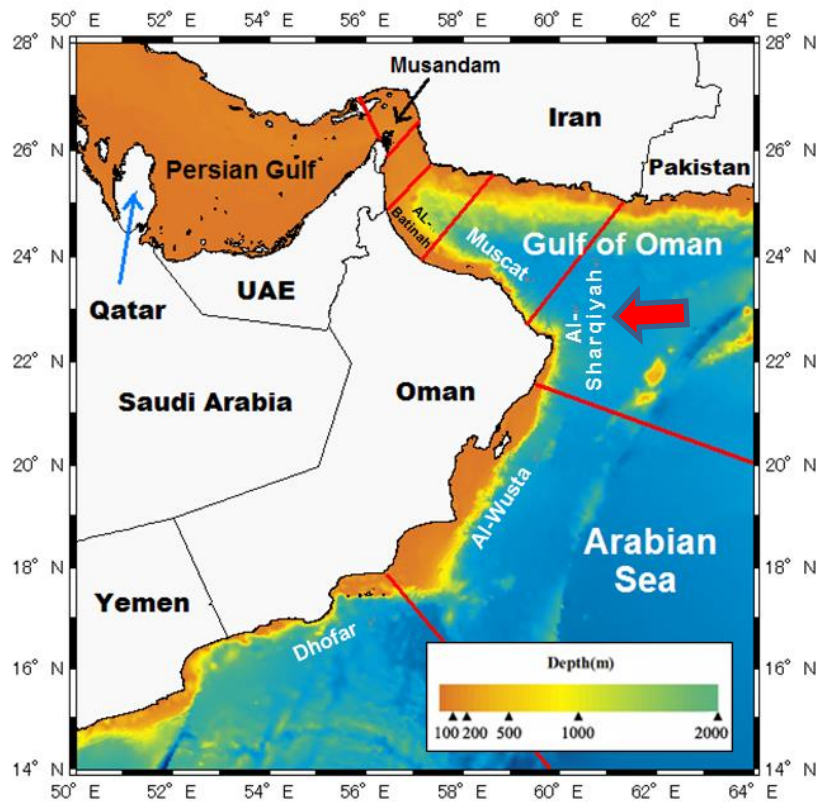 50° E 52° E 54° E 56° E 58° E 60° E 62° E 64° E
28° N
28° N
Musandam
Iran
26° N
26° N
Pakistan
Persian Gulf
AL-
Batinah
24° N
24° N
Muscat
Gulf of Oman
UAE
Qatar
Al-
Sharqiyah
22° N
22° N
Saudi Arabia
Oman
20° N
20° N
Al-Wusta
Arabian
Sea
18° N
18° N
Yemen
Dhofar
16° N
16° N
Depth(m)
100 200 500 1000 2000
14° N
14° N
50° E 52° E 54° E 56° E 58° E 60° E 62° E 64° E